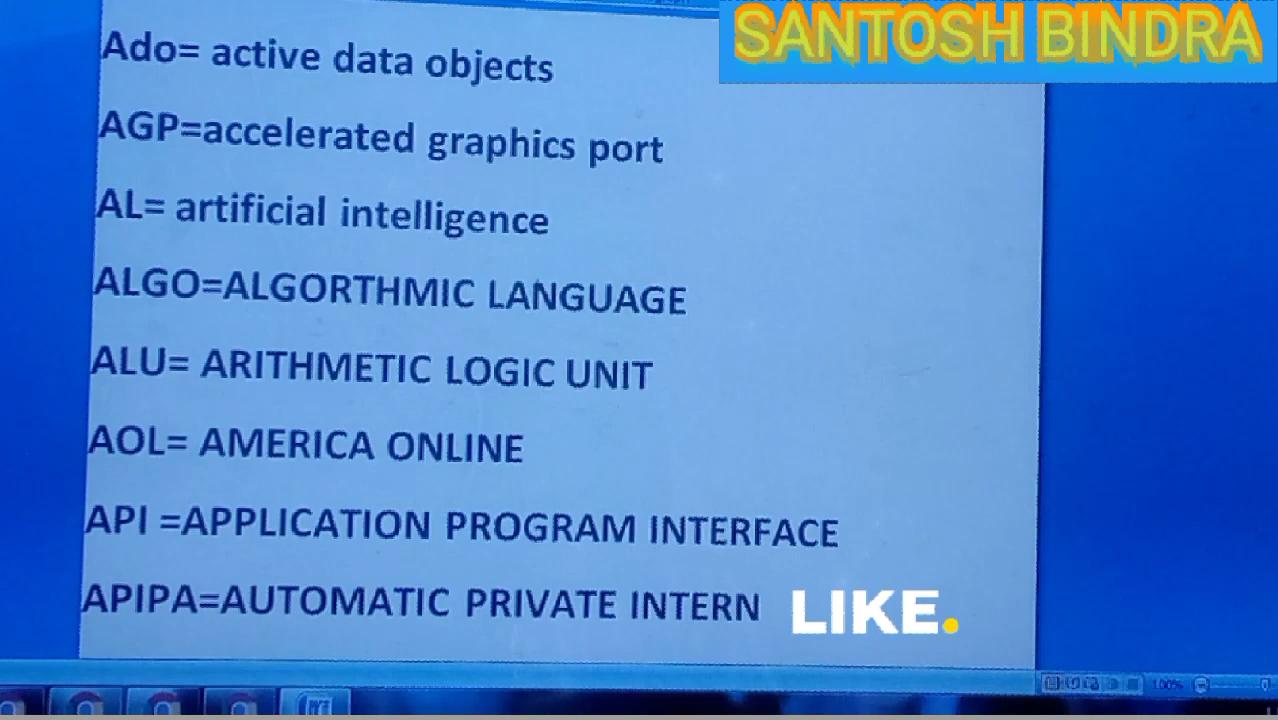 SANTOSH BINDRA
Ado= active data objects
AGP=accelerated graphics port
AL= artificial intelligence
ALGO=ALGORTHMIC LANGUAGE
ALU= ARITHMETIC LOGIC UNIT
AOL= AMERICA ONLINE
API =APPLICATION PROGRAM INTERFACE
APIPA=AUTOMATIC PRIVATE INTERN
LIKE.
100%